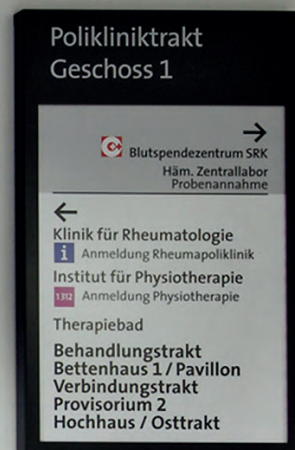 Polikliniktrakt
Geschoss 1
→
Blutspendezentrum SRK
Häm. Zentrallabor
Probenannahme
←
Klinik für Rheumatologie
i Anmeldung Rheumapoliklinik
Institut für Physiotherapie
1312 Anmeldung Physiotherapie
Therapiebad
Behandlungstrakt
Bettenhaus 1 / Pavillon
Verbindungstrakt
Provisorium 2
Hochhaus / Osttrakt